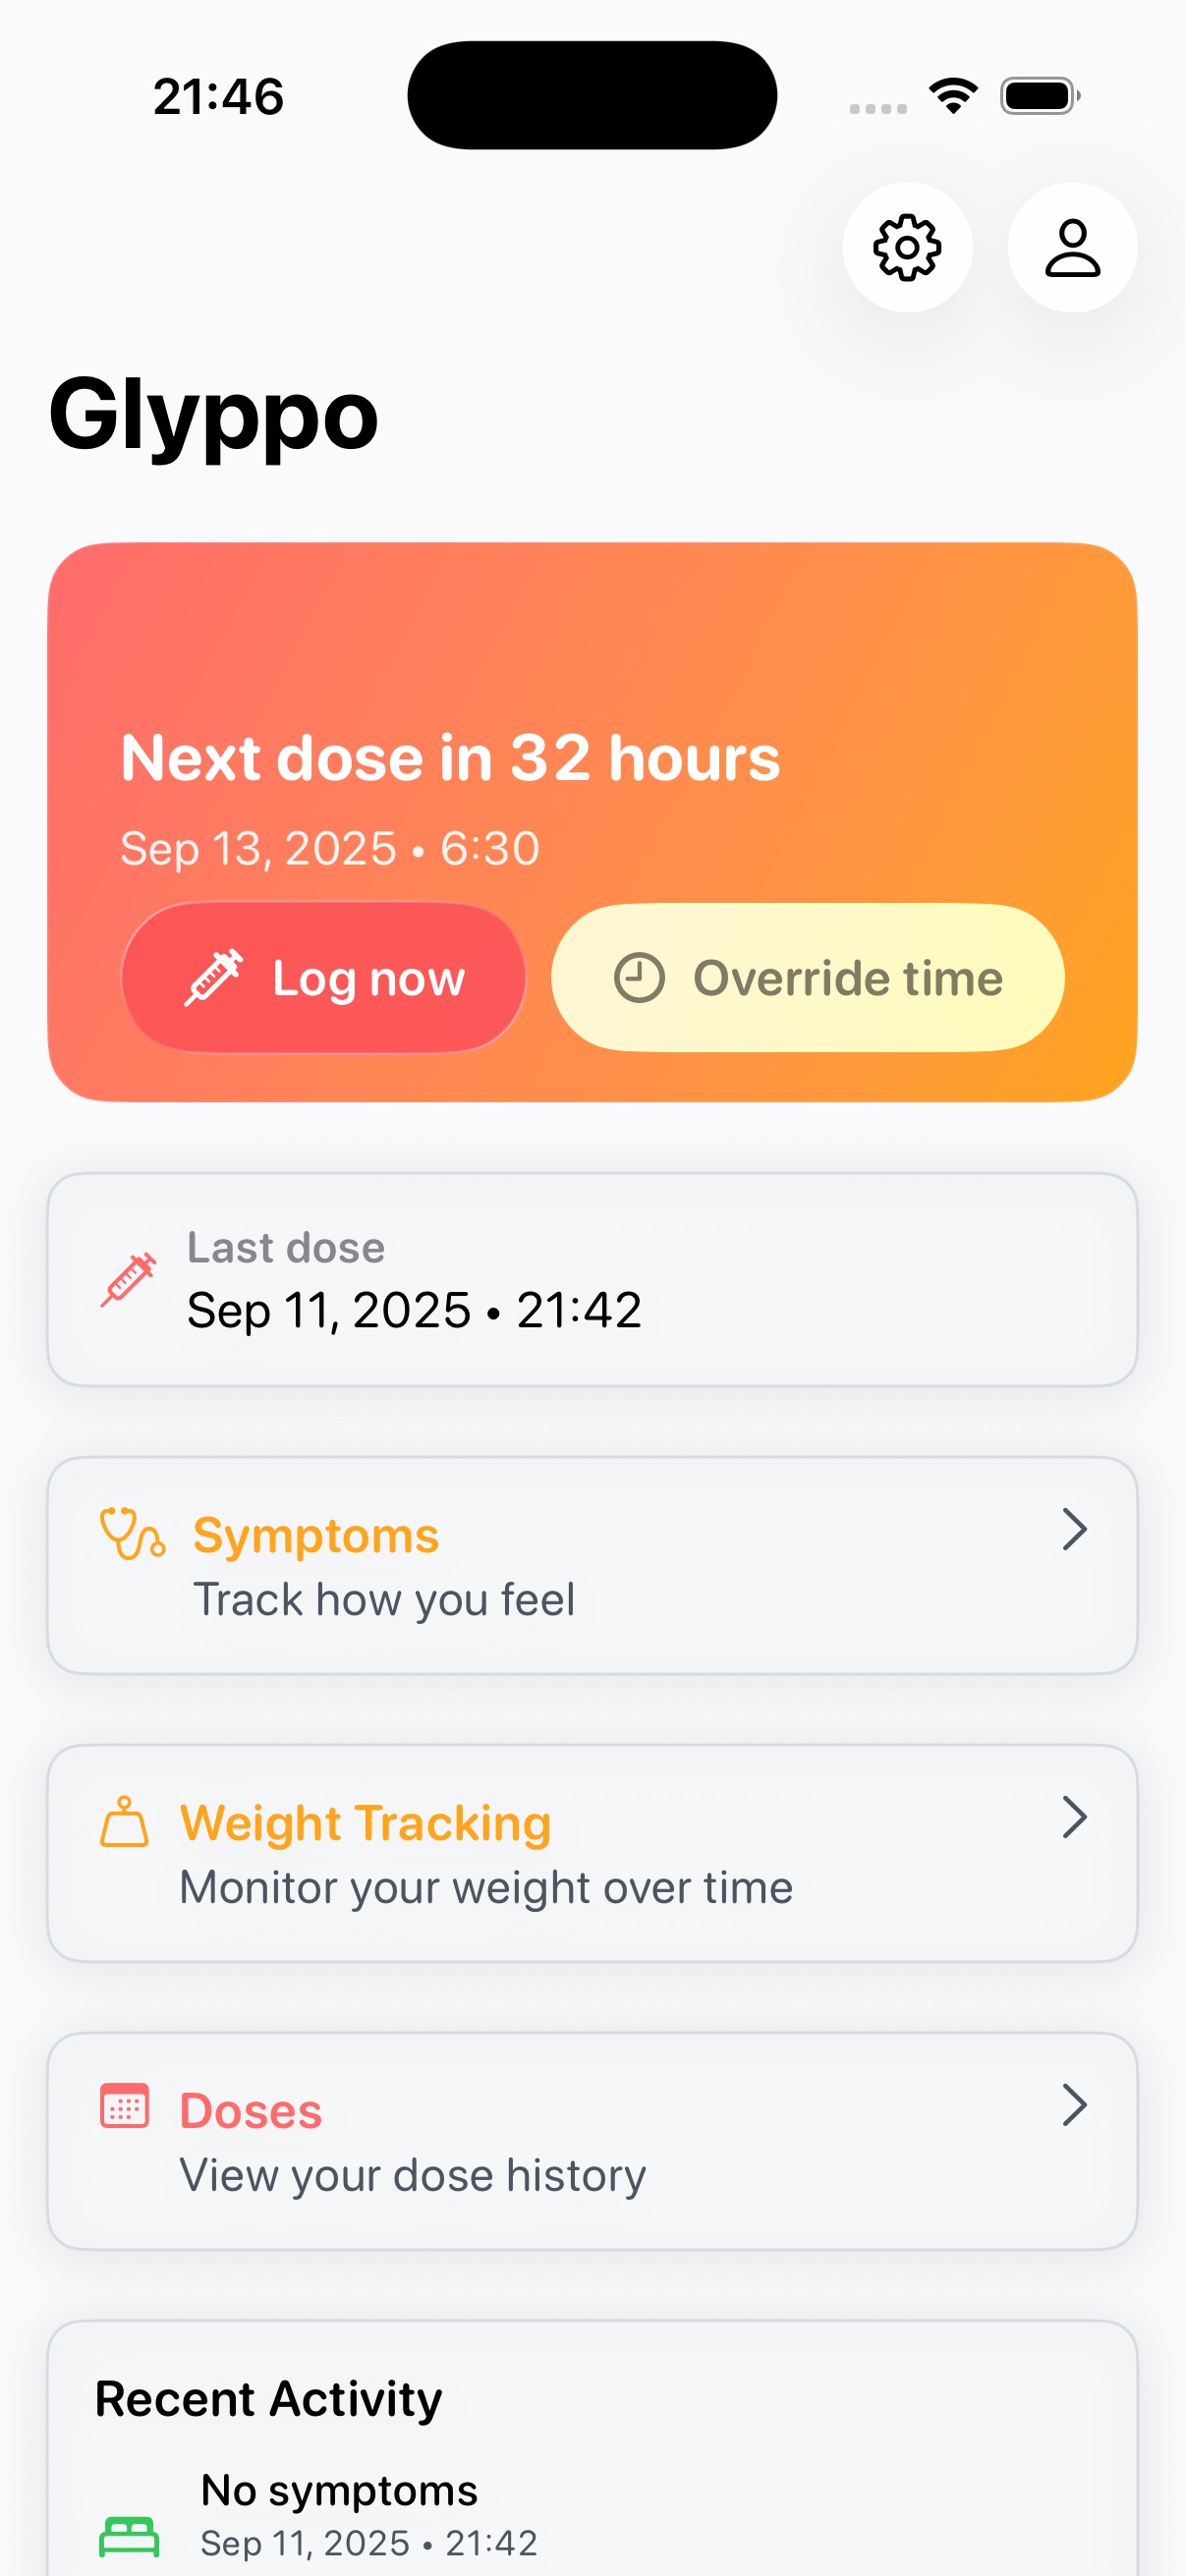 21:46
Glyppo
Next dose in 32 hours
Sep 13, 2025 • 6:30
Log now
Override time
Last dose
Sep 11, 2025 • 21:42
Symptoms
Track how you feel
Weight Tracking
Monitor your weight over time
Doses
View your dose history
Recent Activity
No symptoms
Sep 11, 2025 • 21:42